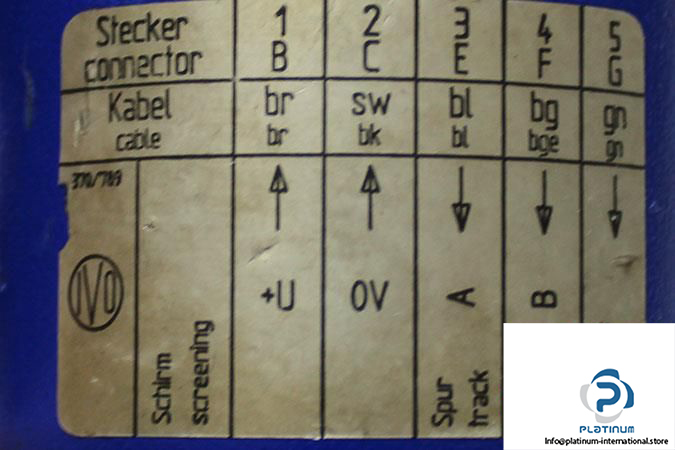 Stecker 1 2 3 4 5
connector B C E F G
Kabel br sw bl bg gn
cable br bk bl bge gn
370/789
IVO
Schirm
screening
+U 0V A B
Spur
track
PLATINUM
Info@platinum-international.store